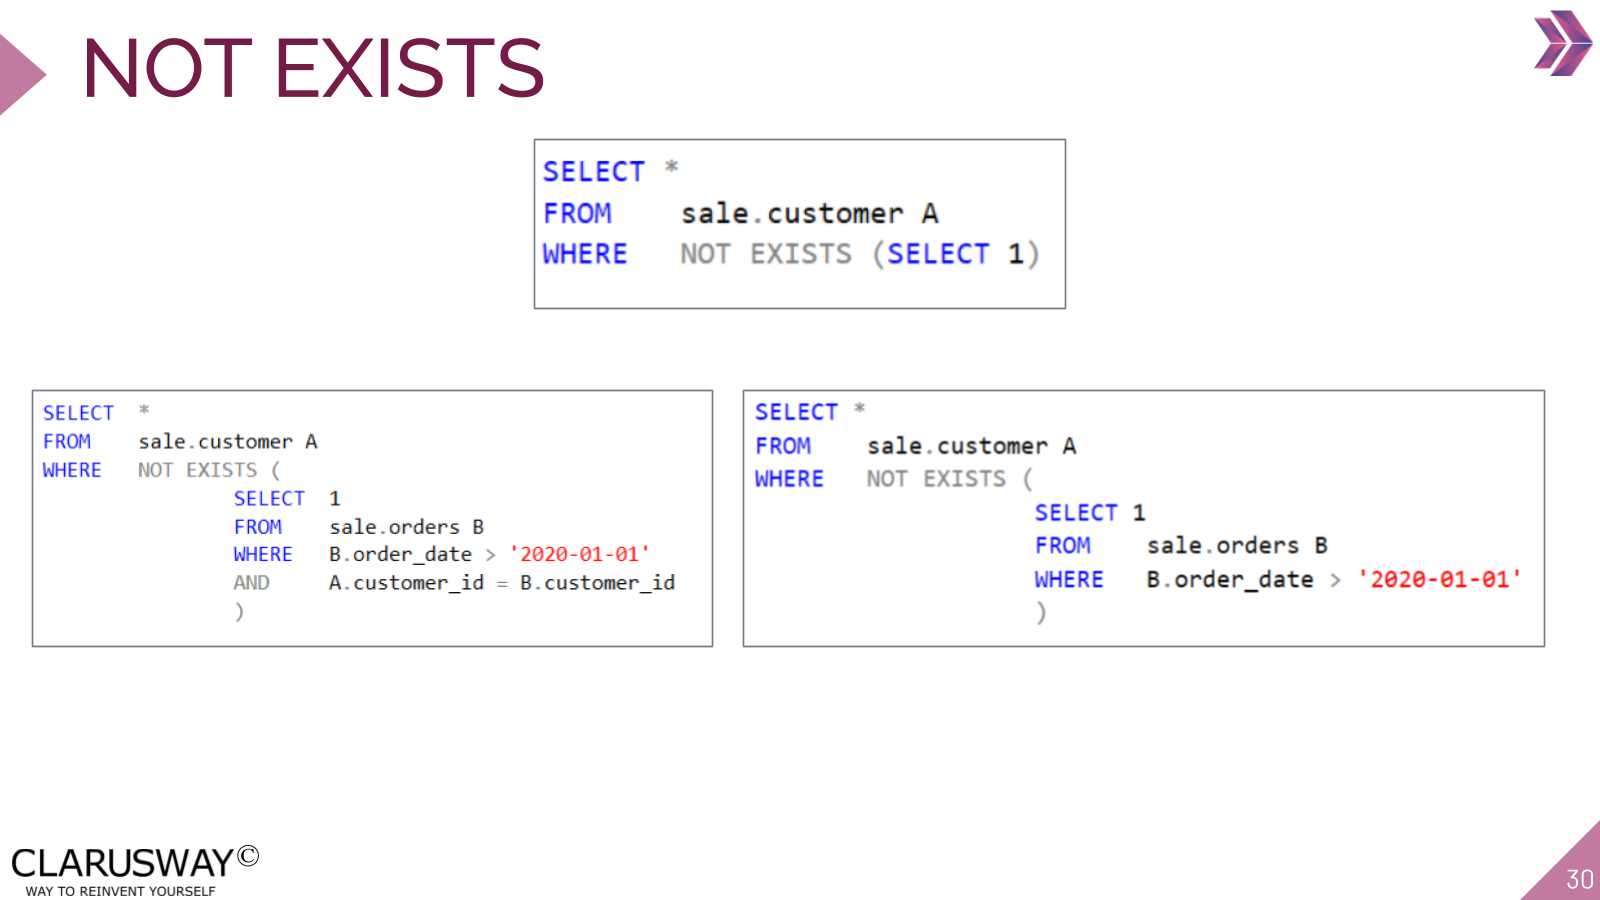 NOT EXISTS
SELECT *
FROM    sale.customer A
WHERE   NOT EXISTS (SELECT 1)
SELECT  *
FROM    sale.customer A
WHERE   NOT EXISTS (
SELECT  1
FROM    sale.orders B
WHERE   B.order_date > '2020-01-01'
AND     A.customer_id = B.customer_id
)
SELECT *
FROM    sale.customer A
WHERE   NOT EXISTS (
SELECT 1
FROM    sale.orders B
WHERE   B.order_date > '2020-01-01'
)
CLARUSWAY©
WAY TO REINVENT YOURSELF
30